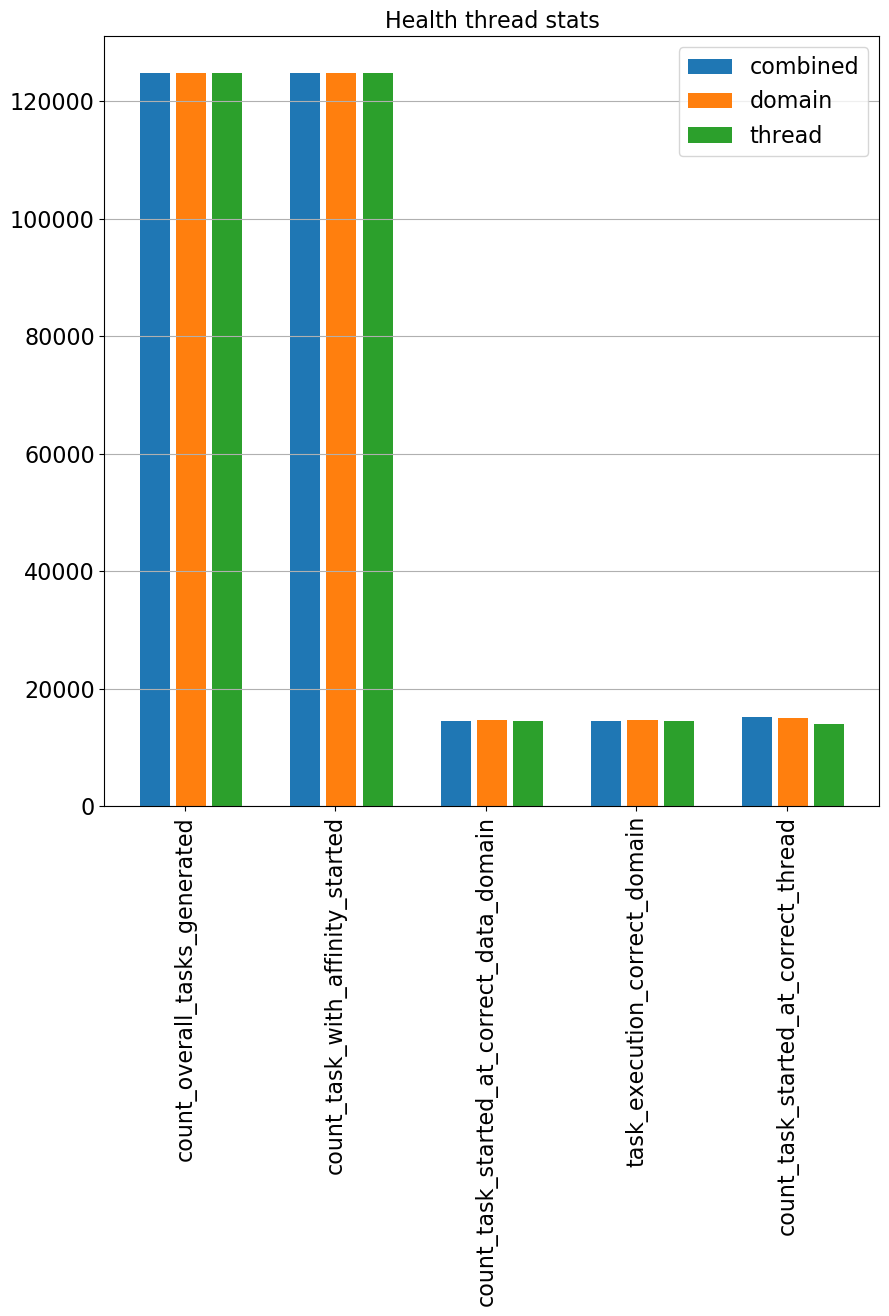 Health thread stats
combined
domain
thread
120000
100000
80000
60000
40000
20000
0
count_overall_tasks_generated
count_task_with_affinity_started
count_task_started_at_correct_data_domain
task_execution_correct_domain
count_task_started_at_correct_thread